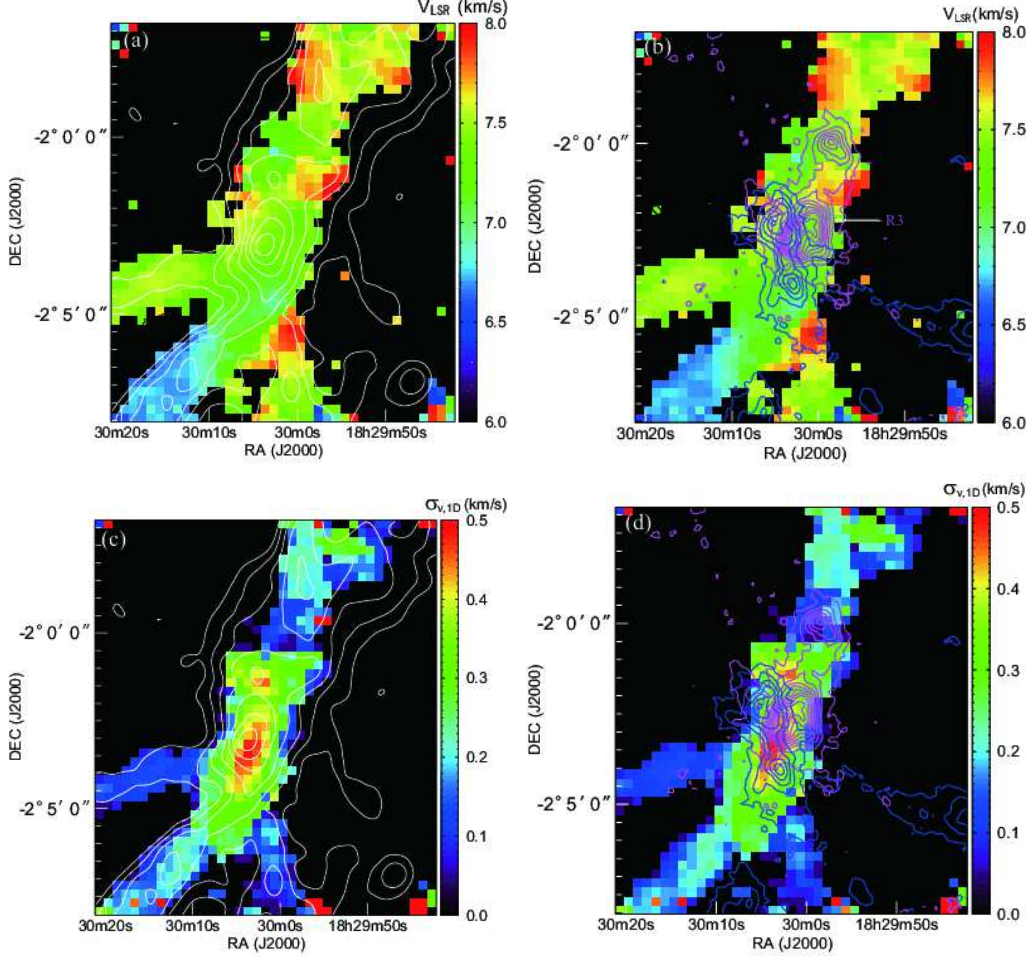 V_LSR (km/s)
(a)
8.0
7.5
7.0
6.5
6.0
DEC (J2000)
-2° 0′ 0″
-2° 5′ 0″
30m20s 30m10s 30m0s 18h29m50s
RA (J2000)
V_LSR (km/s)
(b)
8.0
7.5
7.0
6.5
6.0
R3
DEC (J2000)
-2° 0′ 0″
-2° 5′ 0″
30m20s 30m10s 30m0s 18h29m50s
RA (J2000)
σ_v,1D (km/s)
(c)
0.5
0.4
0.3
0.2
0.1
0.0
DEC (J2000)
-2° 0′ 0″
-2° 5′ 0″
30m20s 30m10s 30m0s 18h29m50s
RA (J2000)
σ_v,1D (km/s)
(d)
0.5
0.4
0.3
0.2
0.1
0.0
DEC (J2000)
-2° 0′ 0″
-2° 5′ 0″
30m20s 30m10s 30m0s 18h29m50s
RA (J2000)